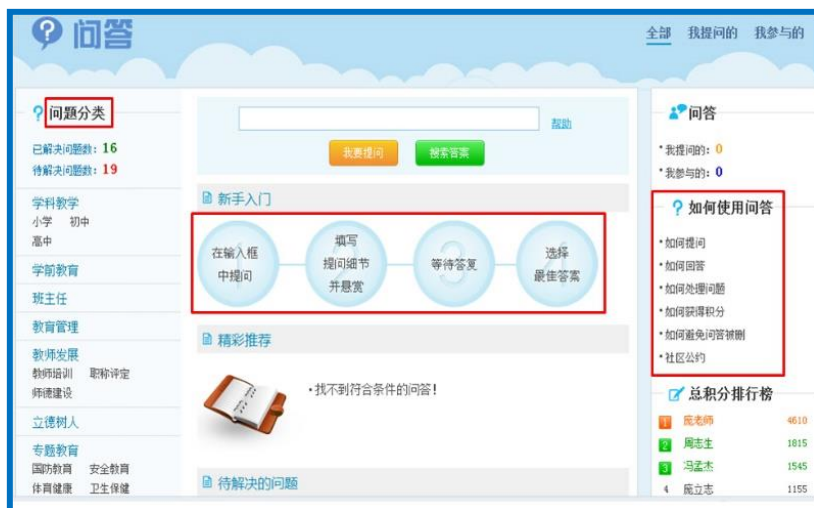 问答
全部 我提问的 我参与的
问题分类
已解决问题数：16
待解决问题数：19
学科教学
小学 初中
高中
学前教育
班主任
教育管理
教师发展
教师培训 职称评定
师德建设
立德树人
专题教育
国防教育 安全教育
体育健康 卫生保健
帮助
我要提问 搜索答案
新手入门
1
在输入框
中提问
2
填写
提问细节
并悬赏
3
等待答复
4
选择
最佳答案
精彩推荐
·找不到符合条件的问答！
待解决的问题
问答
·我提问的：0
·我参与的：0
如何使用问答
·如何提问
·如何回答
·如何处理问题
·如何获得积分
·如何避免问答被删
·社区公约
总积分排行榜
1 庞老师 4610
2 周志生 1815
3 冯孟杰 1545
4 庞立志 1155